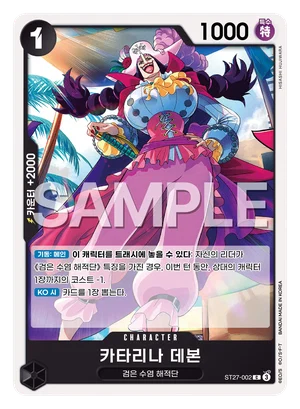 1
1000
특수
特
HISASHI FUJIWARA
카운터 +2000
SAMPLE
기동: 메인 이 캐릭터를 트래시에 놓을 수 있다: 자신의 리더가
《검은 수염 해적단》 특징을 가진 경우, 이번 턴 동안, 상대의 캐릭터
1장까지의 코스트 -1.
KO 시 카드를 1장 뽑는다.
CHARACTER
카타리나 데본
검은 수염 해적단
ST27-002 C
3
BANDAI MADE IN KOREA